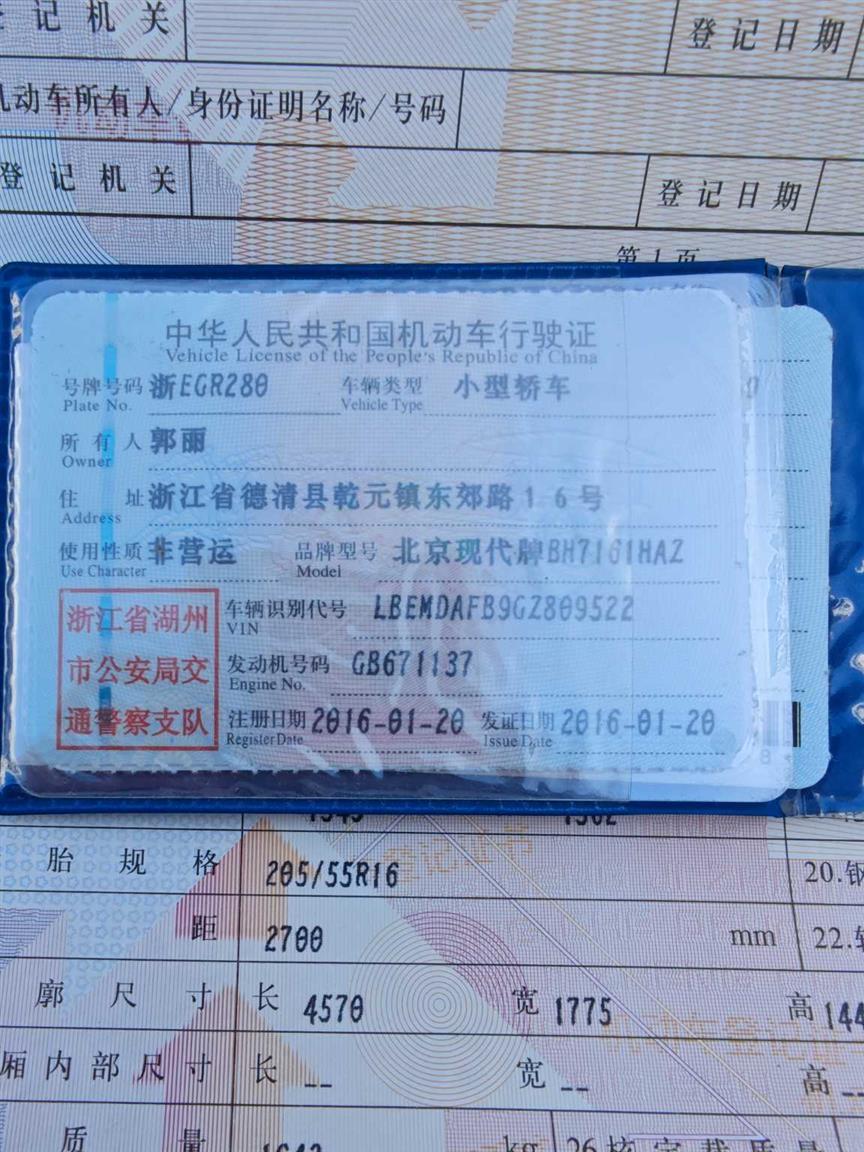 登记机关 登记日期
机动车所有人/身份证明名称/号码
登记机关 登记日期
第1页
中华人民共和国机动车行驶证
Vehicle License of the People's Republic of China
号牌号码 浙EGR280 车辆类型 小型轿车
Plate No. Vehicle Type
所有人 郭丽
Owner
住址 浙江省德清县乾元镇东郊路16号
Address
使用性质 非营运 品牌型号 北京现代牌BH7161HAZ
Use Character Model
浙江省湖州
市公安局交
通警察支队
车辆识别代号 LBEMDAFB9GZ809522
VIN
发动机号码 GB671137
Engine No.
注册日期 2016-01-20 发证日期 2016-01-20
Register Date Issue Date
胎规格 205/55R16 20.
距 2700 mm 22.
廓尺寸 长 4570 宽 1775 高 144
厢内部尺寸 长 -- 宽 -- 高 --
质量 kg 26